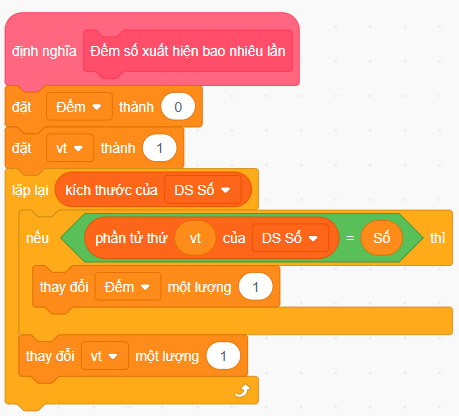 định nghĩa Đếm số xuất hiện bao nhiêu lần
đặt Đếm thành 0
đặt vt thành 1
lặp lại kích thước của DS Số
nếu phần tử thứ vt của DS Số = Số thì
thay đổi Đếm một lượng 1
thay đổi vt một lượng 1